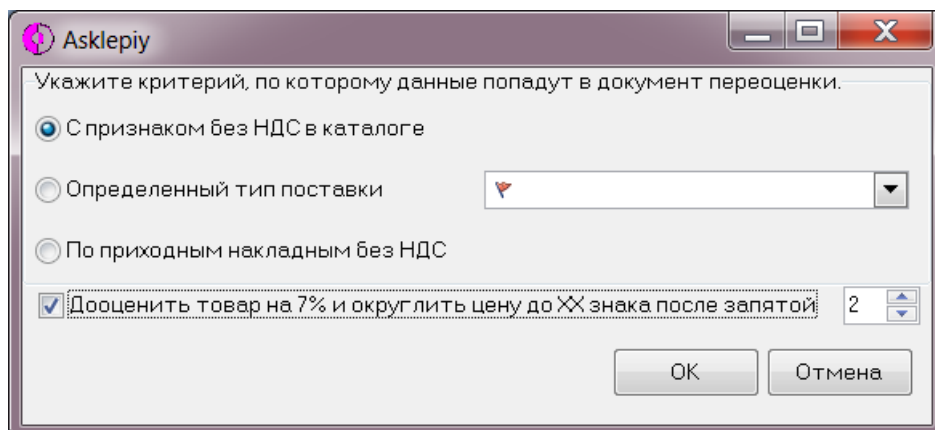 Asklepiy
Укажите критерий, по которому данные попадут в документ переоценки.
С признаком без НДС в каталоге
Определенный тип поставки
По приходным накладным без НДС
Дооценить товар на 7% и округлить цену до XX знака после запятой 2
OK Отмена